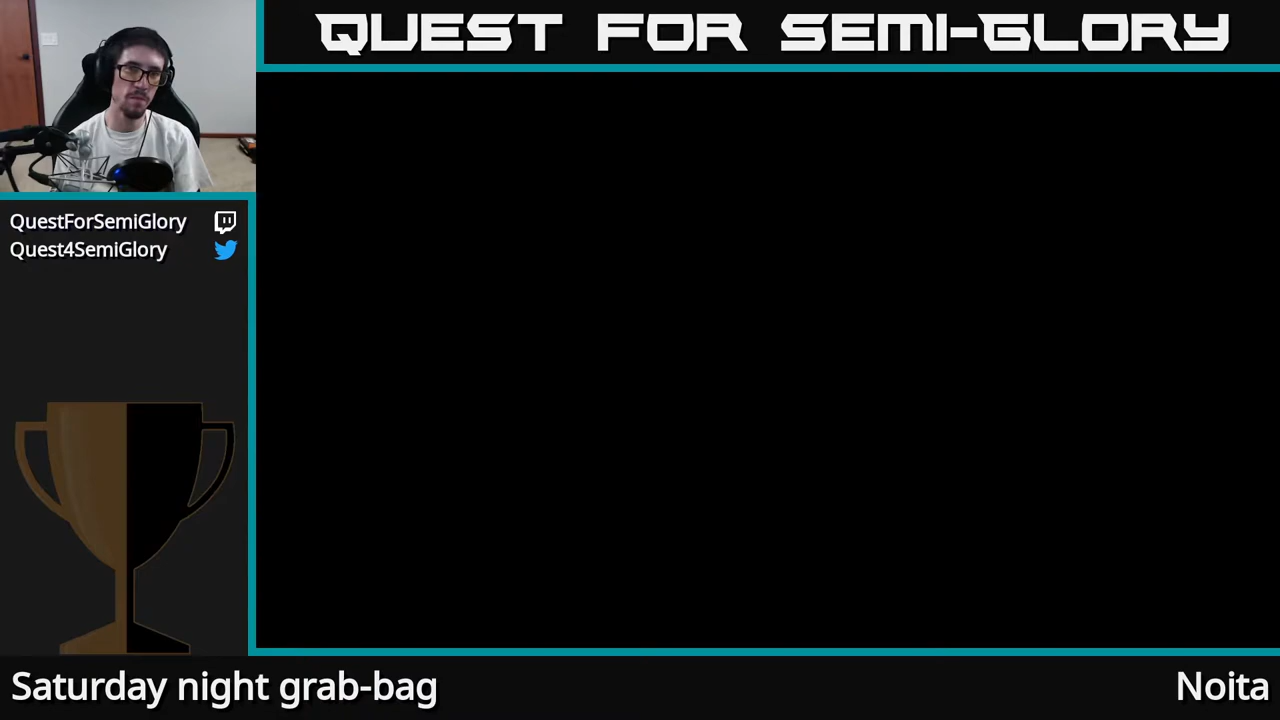 QUEST FOR SEMI-GLORY
QuestForSemiGlory
Quest4SemiGlory
Saturday night grab-bag
Noita